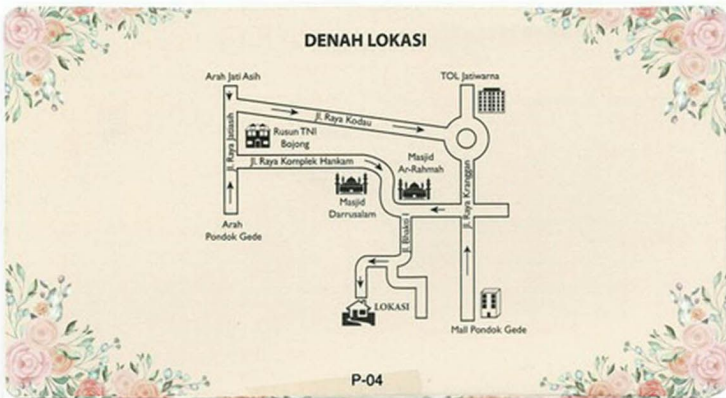 DENAH LOKASI
Arah Jati Asih
TOL Jatiwarna
Jl. Raya Kodau
Jl. Raya Jatiasih
Rusun TNI
Bojong
Jl. Raya Komplek Hankam
Masjid
Ar-Rahmah
Masjid
Darrusalam
Jl. Raya Kranggan
Arah
Pondok Gede
Jl. Bhakti I
LOKASI
Mall Pondok Gede
P-04